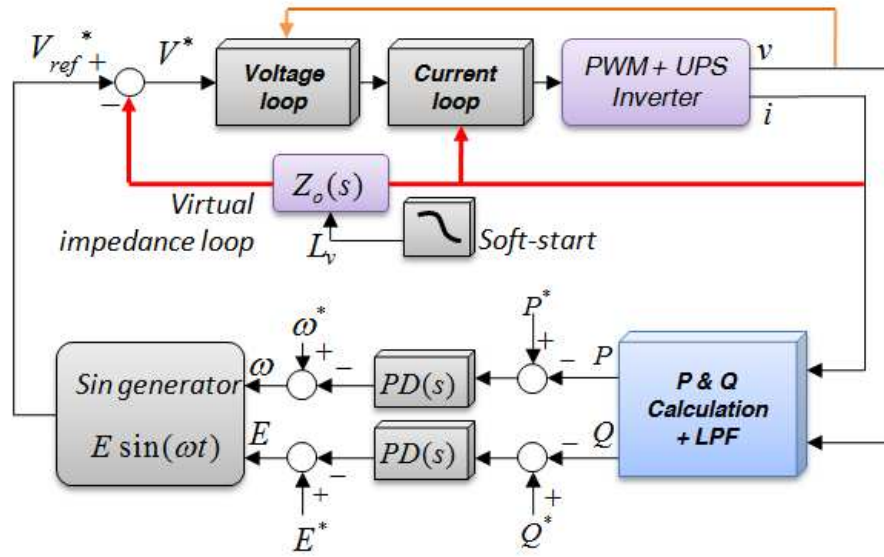 V_ref* + V*
−
Voltage
loop
Current
loop
PWM + UPS
Inverter
v
i
Z_o(s)
Virtual
impedance loop
L_v
Soft-start
ω*
+
−
ω
PD(s)
P*
+
−
P
P & Q
Calculation
+ LPF
Sin generator
E sin(ωt)
E
−
+
E*
PD(s)
−
+
Q
Q*